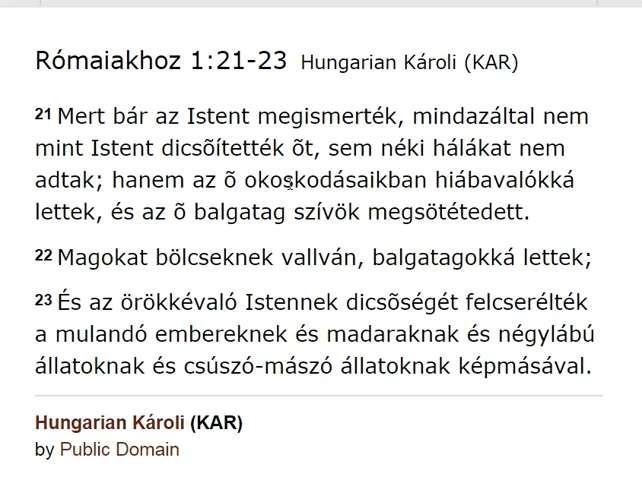 Rómaiakhoz 1:21-23 Hungarian Károli (KAR)
21 Mert bár az Istent megismerték, mindazáltal nem
mint Istent dicsõítették õt, sem néki hálákat nem
adtak; hanem az õ okoskodásaikban hiábavalókká
lettek, és az õ balgatag szívök megsötétedett.
22 Magokat bölcseknek vallván, balgatagokká lettek;
23 És az örökkévaló Istennek dicsõségét felcserélték
a mulandó embereknek és madaraknak és négylábú
állatoknak és csúszó-mászó állatoknak képmásával.
Hungarian Károli (KAR)
by Public Domain